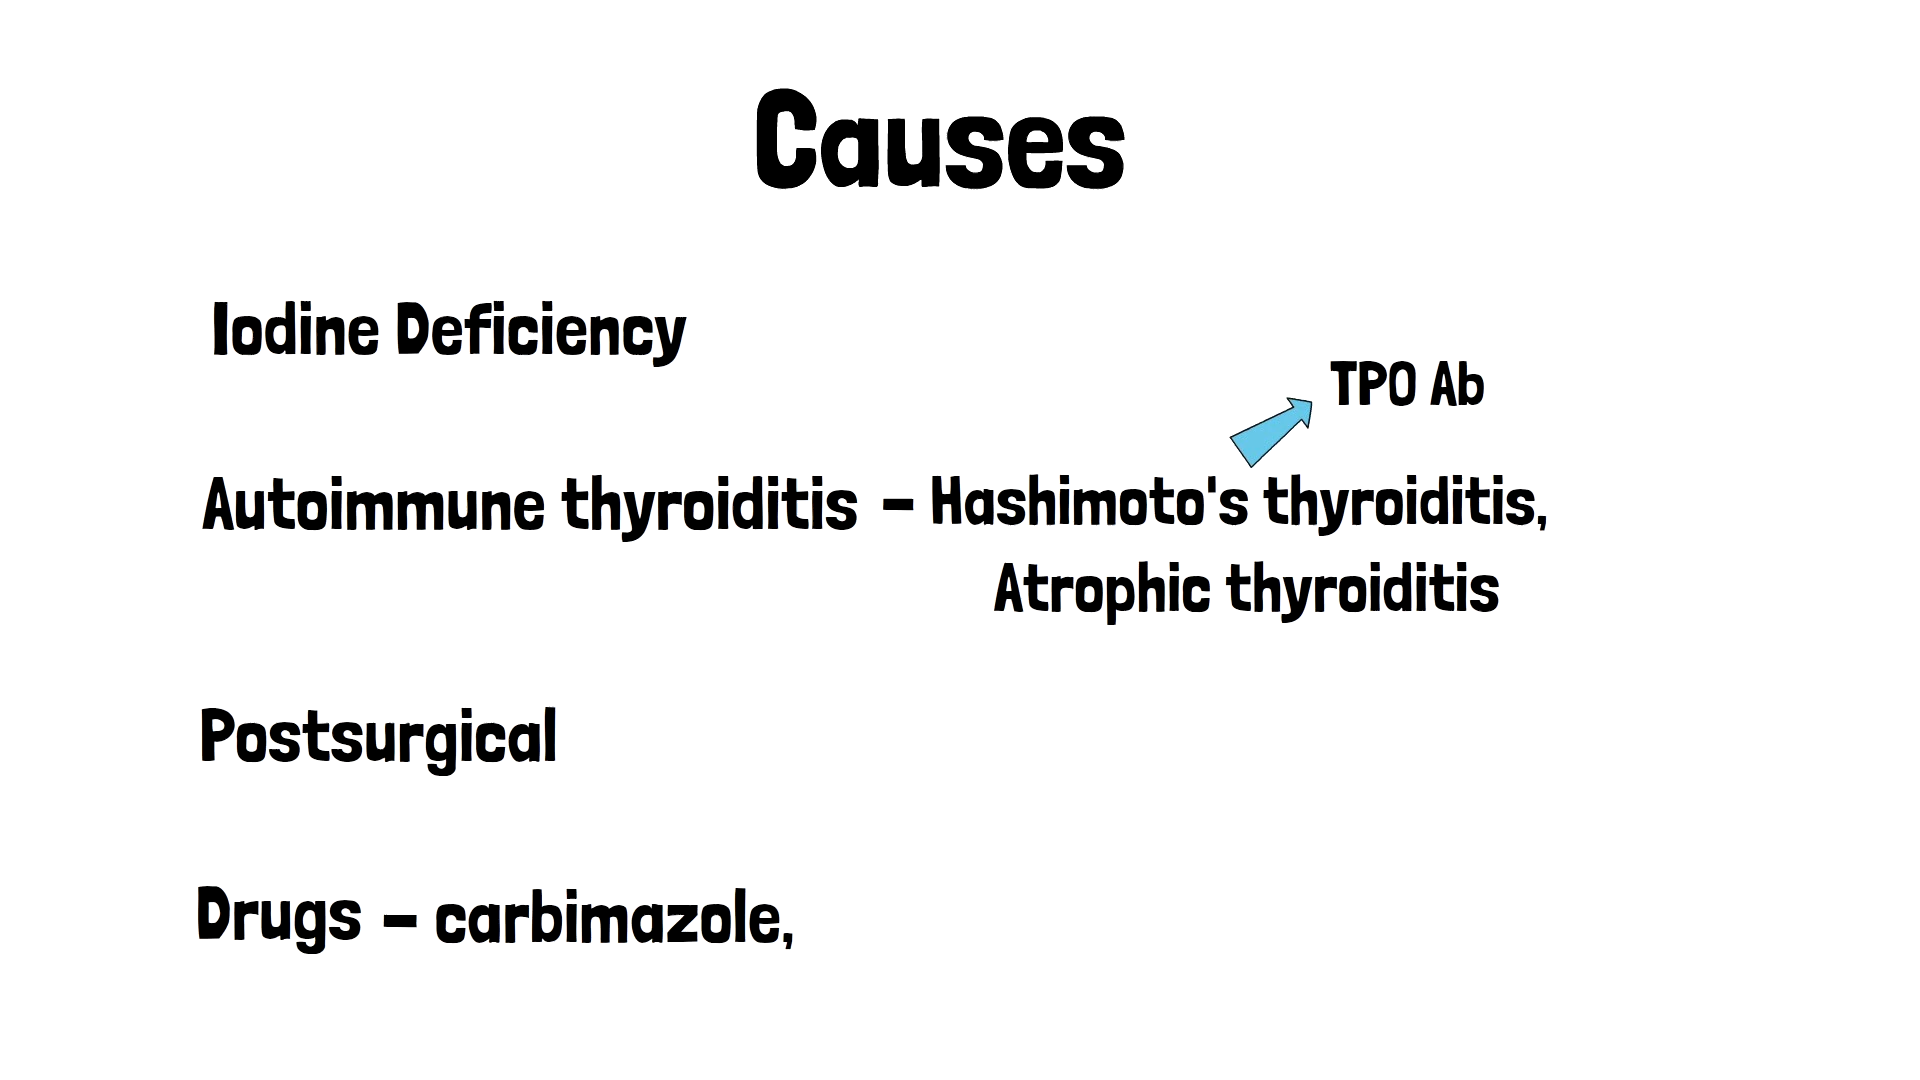 Causes
Iodine Deficiency
TPO Ab
Autoimmune thyroiditis - Hashimoto's thyroiditis,
Atrophic thyroiditis
Postsurgical
Drugs - carbimazole,